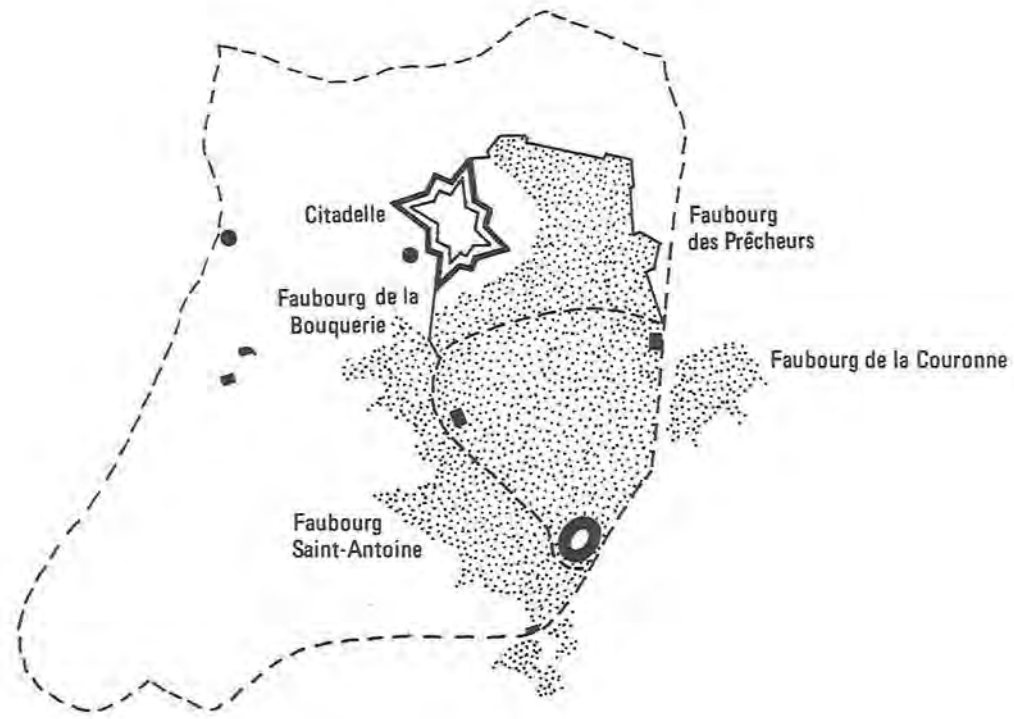 Citadelle
Faubourg
des Prêcheurs
Faubourg de la
Bouquerie
Faubourg de la Couronne
Faubourg
Saint-Antoine